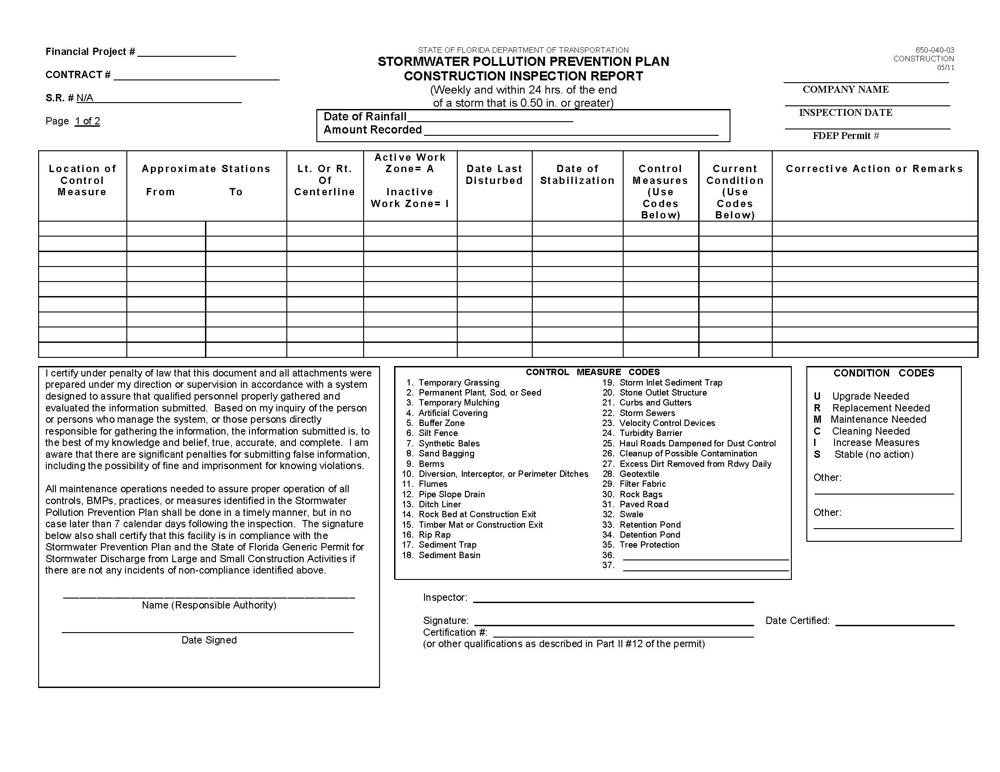 Financial Project #
CONTRACT #
S.R. # N/A
Page 1 of 2
STATE OF FLORIDA DEPARTMENT OF TRANSPORTATION
STORMWATER POLLUTION PREVENTION PLAN
CONSTRUCTION INSPECTION REPORT
(Weekly and within 24 hrs. of the end
of a storm that is 0.50 in. or greater)
Date of Rainfall
Amount Recorded
650-040-03
CONSTRUCTION
05/11
COMPANY NAME
INSPECTION DATE
FDEP Permit #
Location of
Control
Measure
Approximate Stations
From To
Lt. Or Rt.
Of
Centerline
Active Work
Zone= A
Inactive
Work Zone= I
Date Last
Disturbed
Date of
Stabilization
Control
Measures
(Use
Codes
Below)
Current
Condition
(Use
Codes
Below)
Corrective Action or Remarks
I certify under penalty of law that this document and all attachments were
prepared under my direction or supervision in accordance with a system
designed to assure that qualified personnel properly gathered and
evaluated the information submitted. Based on my inquiry of the person
or persons who manage the system, or those persons directly
responsible for gathering the information, the information submitted is, to
the best of my knowledge and belief, true, accurate, and complete. I am
aware that there are significant penalties for submitting false information,
including the possibility of fine and imprisonment for knowing violations.
All maintenance operations needed to assure proper operation of all
controls, BMPs, practices, or measures identified in the Stormwater
Pollution Prevention Plan shall be done in a timely manner, but in no
case later than 7 calendar days following the inspection. The signature
below also shall certify that this facility is in compliance with the
Stormwater Prevention Plan and the State of Florida Generic Permit for
Stormwater Discharge from Large and Small Construction Activities if
there are not any incidents of non-compliance identified above.
Name (Responsible Authority)
Date Signed
CONTROL MEASURE CODES
1. Temporary Grassing
2. Permanent Plant, Sod, or Seed
3. Temporary Mulching
4. Artificial Covering
5. Buffer Zone
6. Silt Fence
7. Synthetic Bales
8. Sand Bagging
9. Berms
10. Diversion, Interceptor, or Perimeter Ditches
11. Flumes
12. Pipe Slope Drain
13. Ditch Liner
14. Rock Bed at Construction Exit
15. Timber Mat or Construction Exit
16. Rip Rap
17. Sediment Trap
18. Sediment Basin
19. Storm Inlet Sediment Trap
20. Stone Outlet Structure
21. Curbs and Gutters
22. Storm Sewers
23. Velocity Control Devices
24. Turbidity Barrier
25. Haul Roads Dampened for Dust Control
26. Cleanup of Possible Contamination
27. Excess Dirt Removed from Rdwy Daily
28. Geotextile
29. Filter Fabric
30. Rock Bags
31. Paved Road
32. Swale
33. Retention Pond
34. Detention Pond
35. Tree Protection
36.
37.
CONDITION CODES
U Upgrade Needed
R Replacement Needed
M Maintenance Needed
C Cleaning Needed
I Increase Measures
S Stable (no action)
Other:
Other:
Inspector:
Signature:
Date Certified:
Certification #:
(or other qualifications as described in Part II #12 of the permit)